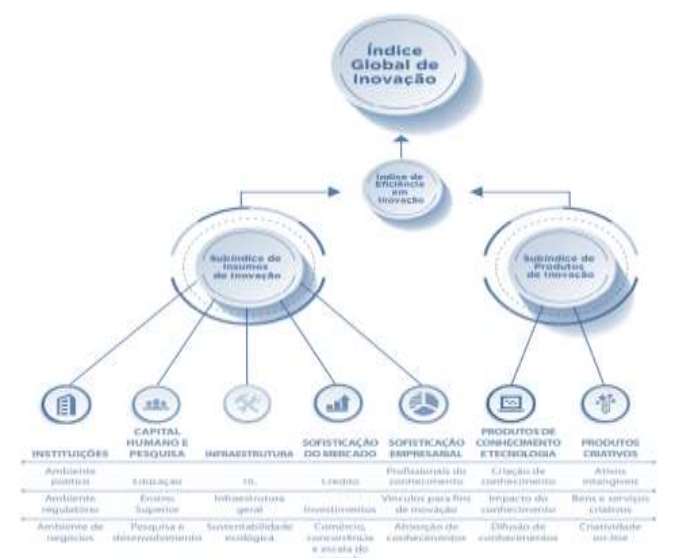 Índice
Global de
Inovação
Índice de
Eficiência
em
Inovação
Subíndice de
Insumos
de Inovação
Subíndice de
Produtos
de Inovação
INSTITUIÇÕES
CAPITAL
HUMANO E
PESQUISA
INFRAESTRUTURA
SOFISTICAÇÃO
DO MERCADO
SOFISTICAÇÃO
EMPRESARIAL
PRODUTOS DE
CONHECIMENTO
E TECNOLOGIA
PRODUTOS
CRIATIVOS
Ambiente
político
Educação
Crédito
Profissionais do
conhecimento
Criação de
conhecimento
Ativos
intangíveis
Ambiente
regulatório
Ensino
Superior
Infraestrutura
geral
Investimentos
Vínculos para fins
de inovação
Impacto do
conhecimento
Bens e serviços
criativos
Ambiente de
negócios
Pesquisa e
desenvolvimento
Sustentabilidade
ecológica
Comércio,
concorrência
e escala do
Absorção de
conhecimentos
Difusão de
conhecimentos
Criatividade
on-line